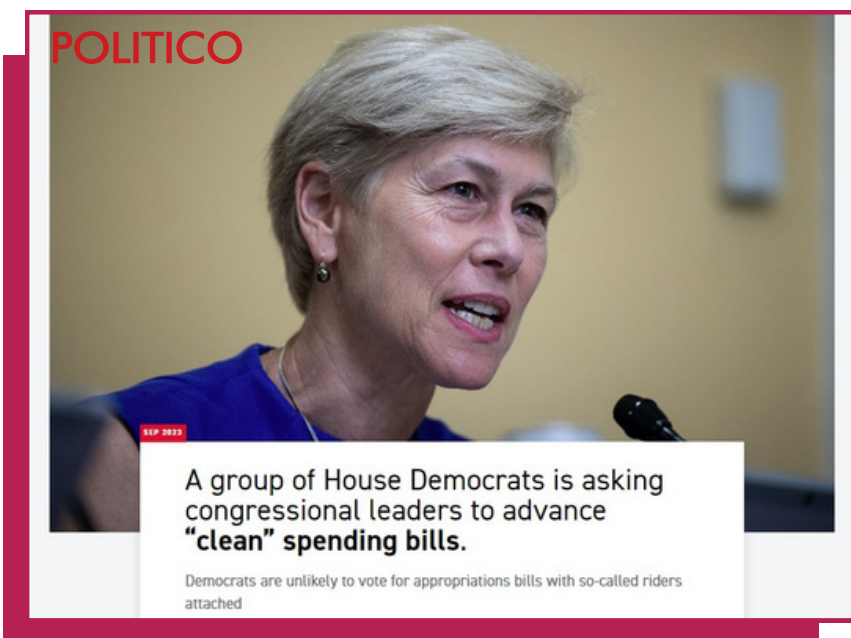 POLITICO
SEP 2023
A group of House Democrats is asking
congressional leaders to advance
“clean” spending bills.
Democrats are unlikely to vote for appropriations bills with so-called riders
attached